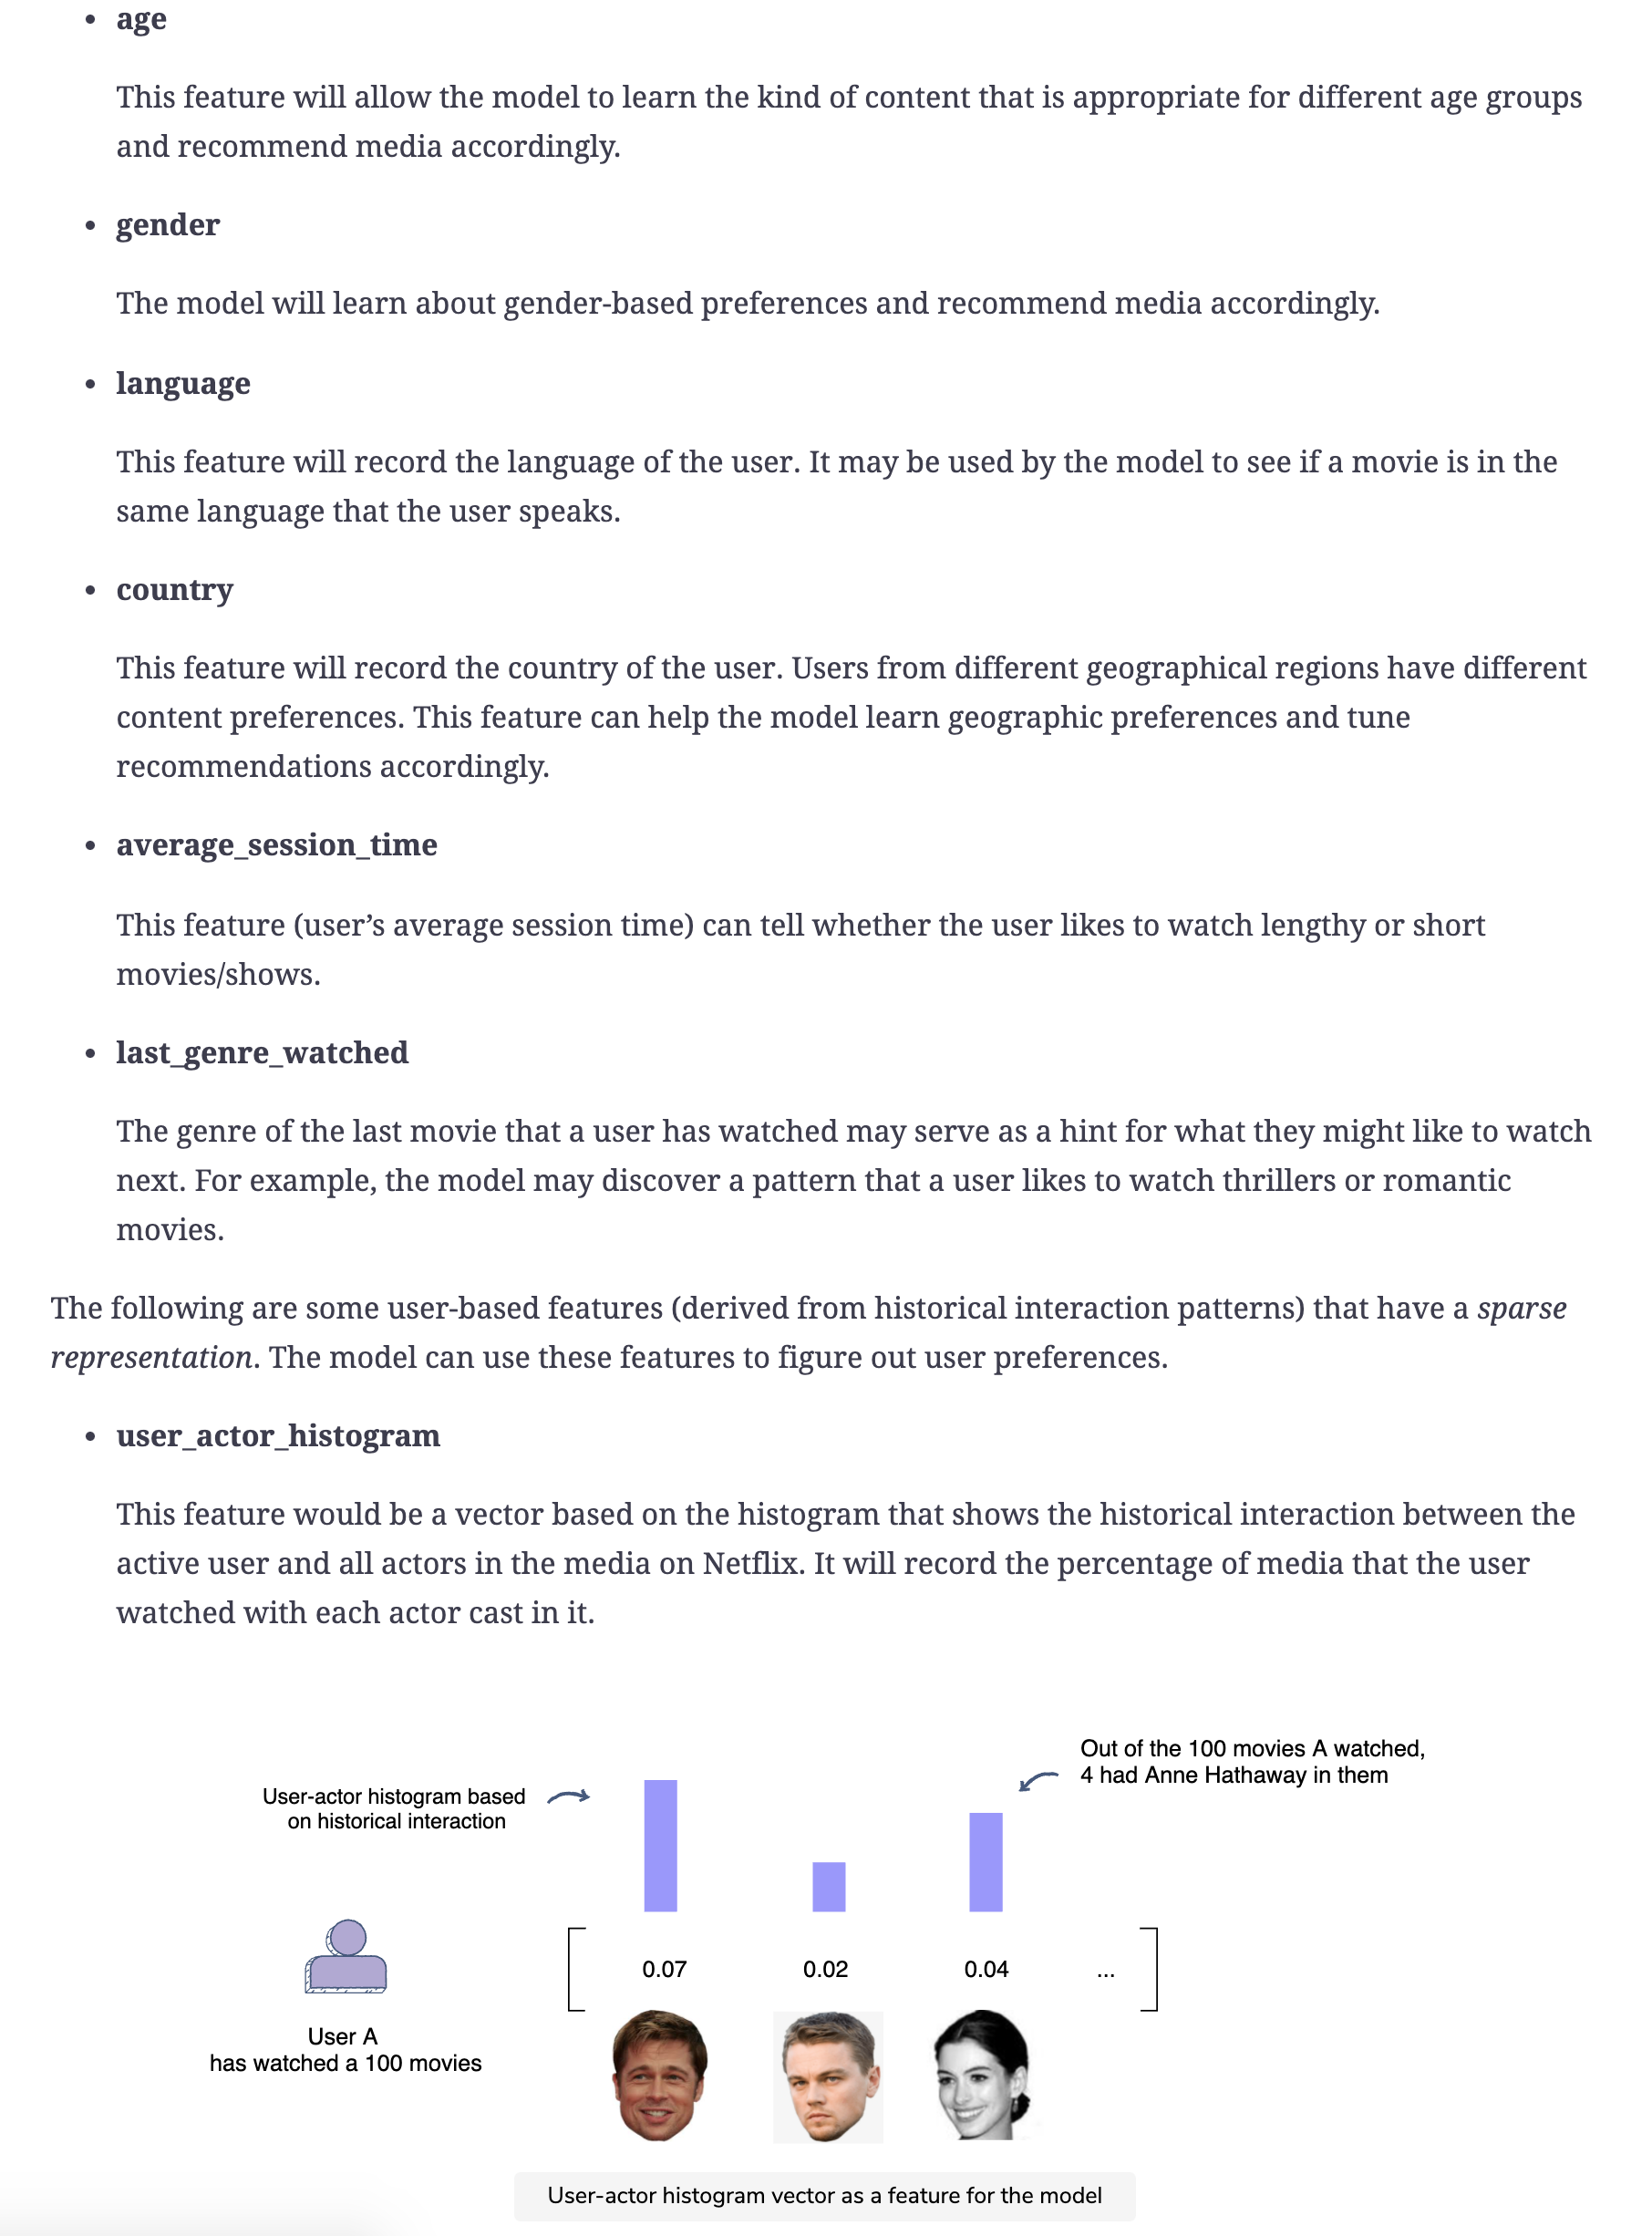 • age
This feature will allow the model to learn the kind of content that is appropriate for different age groups
and recommend media accordingly.
• gender
The model will learn about gender-based preferences and recommend media accordingly.
• language
This feature will record the language of the user. It may be used by the model to see if a movie is in the
same language that the user speaks.
• country
This feature will record the country of the user. Users from different geographical regions have different
content preferences. This feature can help the model learn geographic preferences and tune
recommendations accordingly.
• average_session_time
This feature (user’s average session time) can tell whether the user likes to watch lengthy or short
movies/shows.
• last_genre_watched
The genre of the last movie that a user has watched may serve as a hint for what they might like to watch
next. For example, the model may discover a pattern that a user likes to watch thrillers or romantic
movies.
The following are some user-based features (derived from historical interaction patterns) that have a sparse
representation. The model can use these features to figure out user preferences.
• user_actor_histogram
This feature would be a vector based on the histogram that shows the historical interaction between the
active user and all actors in the media on Netflix. It will record the percentage of media that the user
watched with each actor cast in it.
Out of the 100 movies A watched,
4 had Anne Hathaway in them
User-actor histogram based
on historical interaction
0.07 0.02 0.04 ...
User A
has watched a 100 movies
User-actor histogram vector as a feature for the model